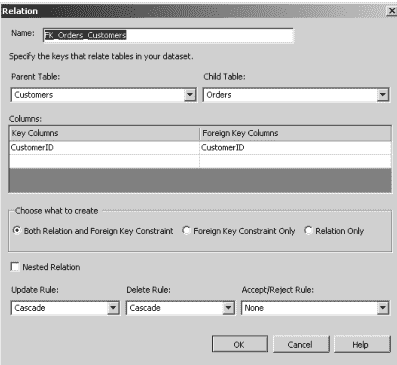 Relation
Name: FK_Orders_Customers
Specify the keys that relate tables in your dataset.
Parent Table: Child Table:
Customers Orders
Columns:
Key Columns Foreign Key Columns
CustomerID CustomerID
Choose what to create
Both Relation and Foreign Key Constraint Foreign Key Constraint Only Relation Only
Nested Relation
Update Rule: Delete Rule: Accept/Reject Rule:
Cascade Cascade None
OK Cancel Help